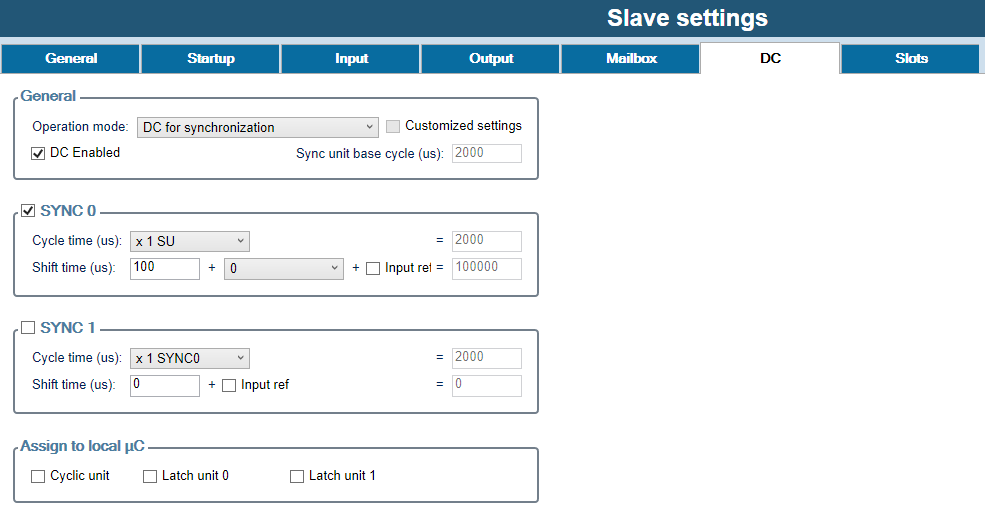 Slave settings
General Startup Input Output Mailbox DC Slots
General
Operation mode: DC for synchronization Customized settings
DC Enabled Sync unit base cycle (us): 2000
SYNC 0
Cycle time (us): x 1 SU = 2000
Shift time (us): 100 + 0 + Input ref = 100000
SYNC 1
Cycle time (us): x 1 SYNC0 = 2000
Shift time (us): 0 + Input ref = 0
Assign to local µC
Cyclic unit Latch unit 0 Latch unit 1